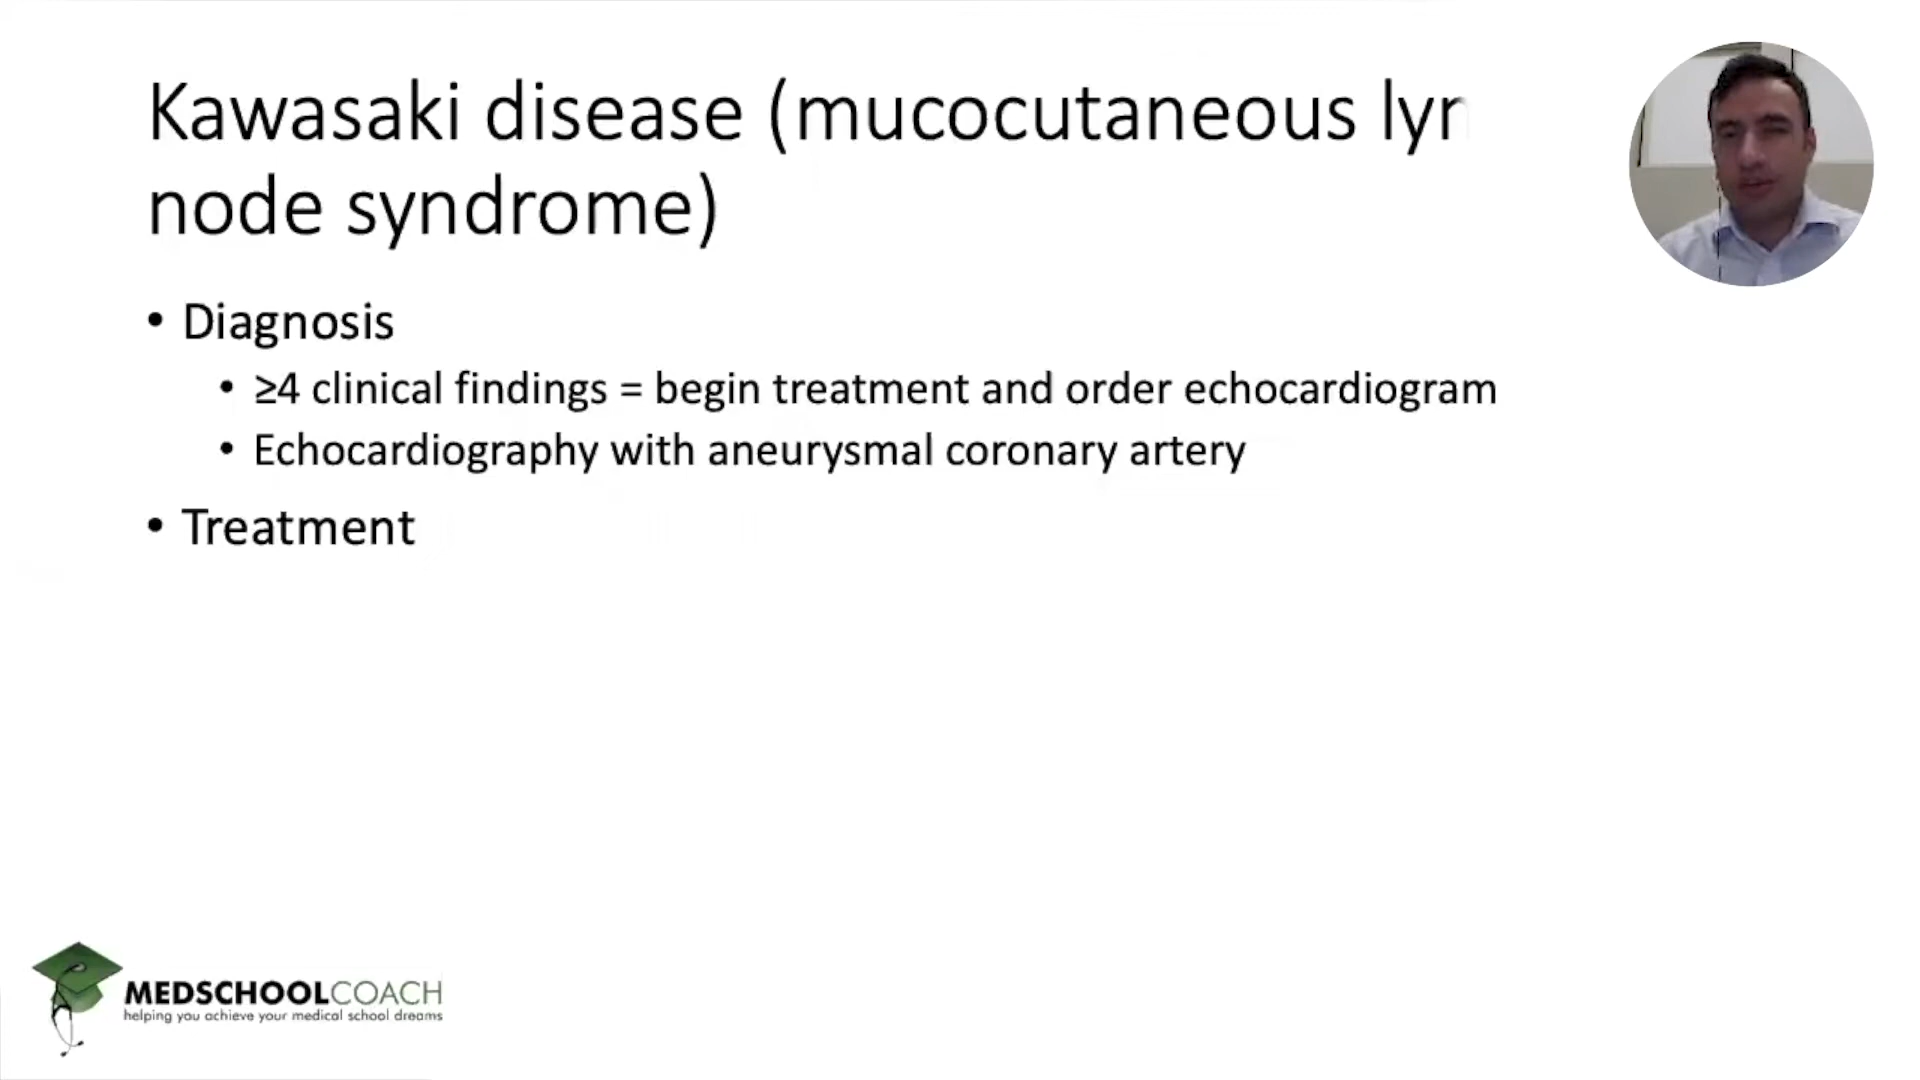 Kawasaki disease (mucocutaneous
node syndrome)
• Diagnosis
• ≥4 clinical findings = begin treatment and order echocardiogram
• Echocardiography with aneurysmal coronary artery
• Treatment
MEDSCHOOLCOACH
helping you achieve your medical school dreams